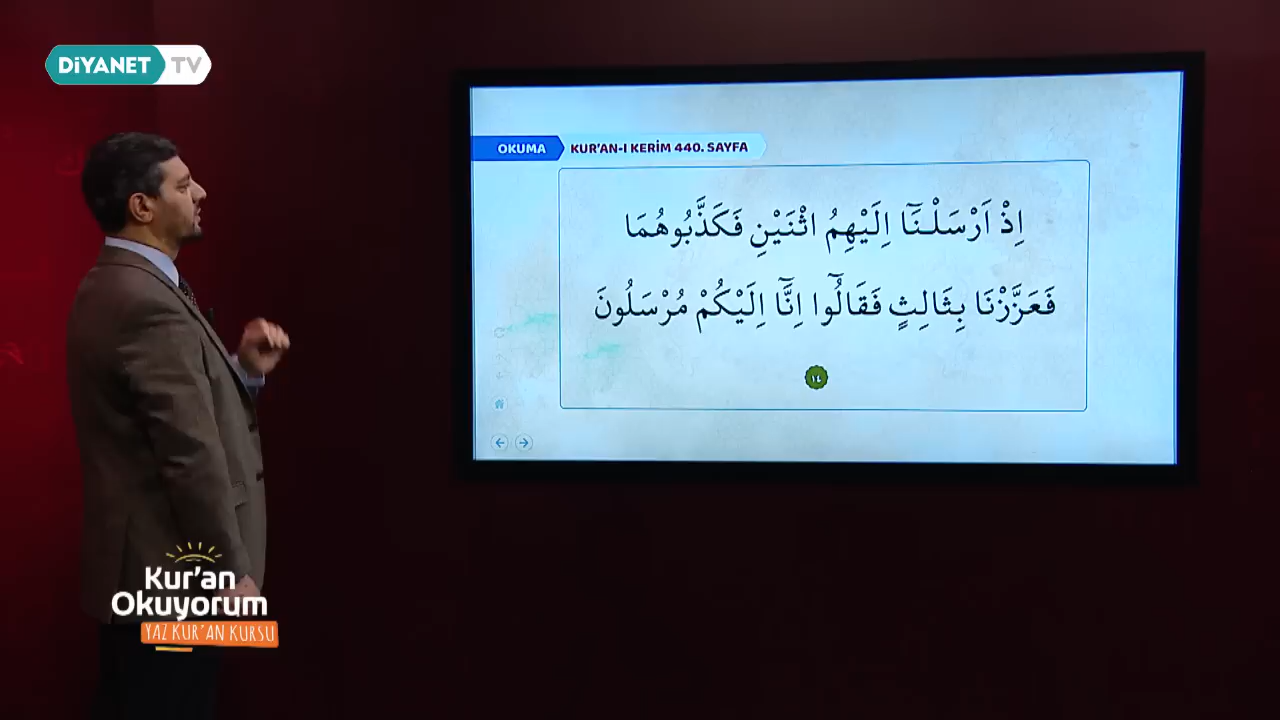 DİYANET TV
OKUMA KUR'AN-I KERİM 440. SAYFA
اِذْ اَرْسَلْـنَٓا اِلَيْهِمُ اثْنَيْنِ فَكَذَّبُوهُمَا
فَعَزَّزْنَا بِثَالِثٍ فَقَالُٓوا اِنَّٓا اِلَيْكُمْ مُرْسَلُونَ
١٤
Kur'an
Okuyorum
YAZ KUR'AN KURSU